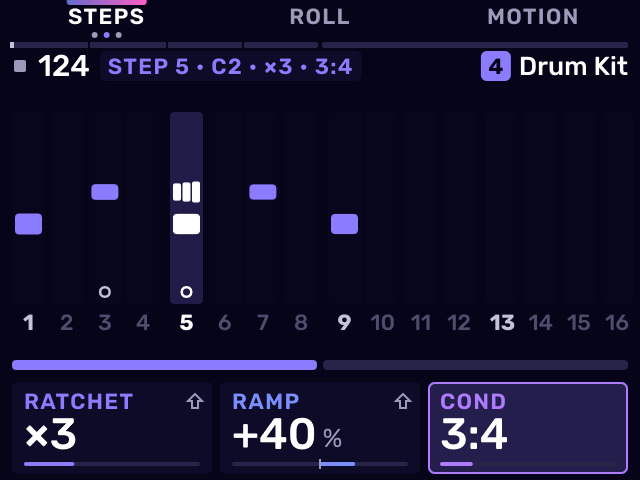 STEPS ROLL MOTION
124 STEP 5 • C2 • ×3 • 3:4 4 Drum Kit
1 2 3 4 5 6 7 8 9 10 11 12 13 14 15 16
RATCHET RAMP COND
×3 +40 % 3:4